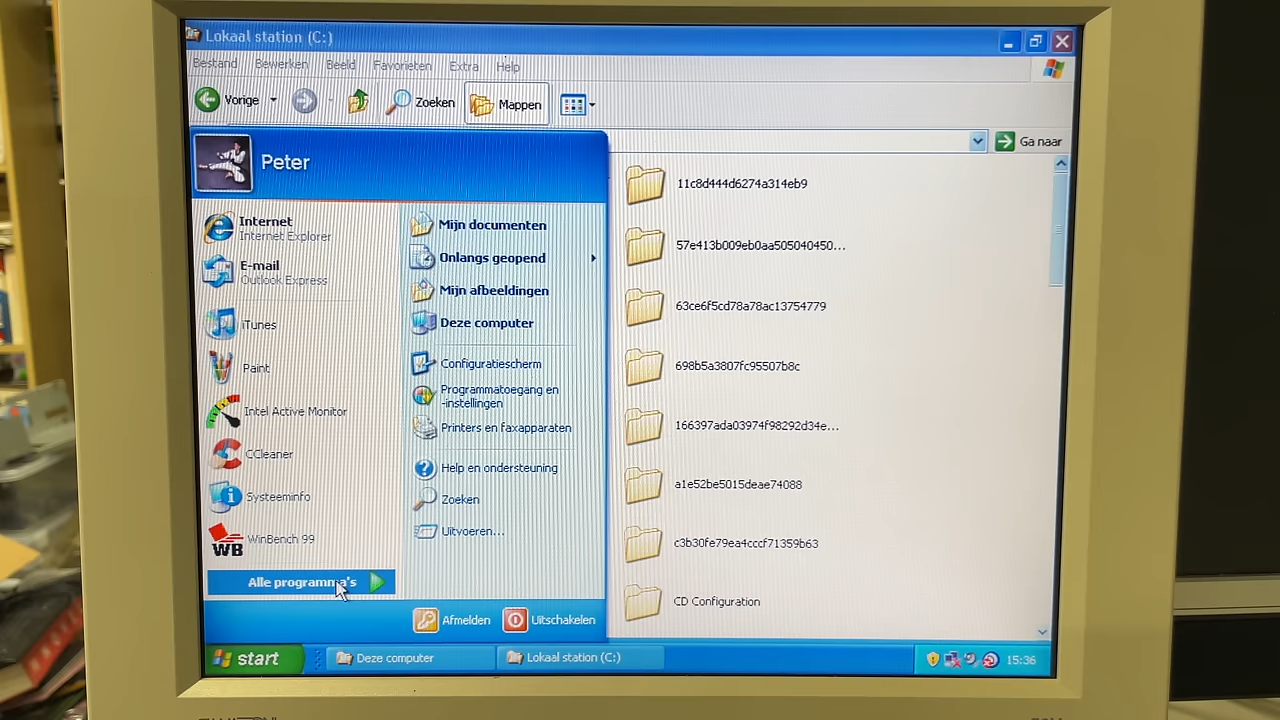 Lokaal station (C:)
Bestand Bewerken Beeld Favorieten Extra Help
Vorige Zoeken Mappen
Ga naar
Peter
Internet
Internet Explorer
E-mail
Outlook Express
iTunes
Paint
Intel Active Monitor
CCleaner
Systeeminfo
WB WinBench 99
Alle programma's
Mijn documenten
Onlangs geopend
Mijn afbeeldingen
Deze computer
Configuratiescherm
Programmatoegang en
-instellingen
Printers en faxapparaten
Help en ondersteuning
Zoeken
Uitvoeren...
Afmelden Uitschakelen
11c8d444d6274a314eb9
57e413b009eb0aa505040450...
63ce6f5cd78a78ac13754779
698b5a3807fc95507b8c
166397ada03974f98292d34e...
a1e52be5015deae74088
c3b30fe79ea4cccf71359b63
CD Configuration
start Deze computer Lokaal station (C:) 15:36